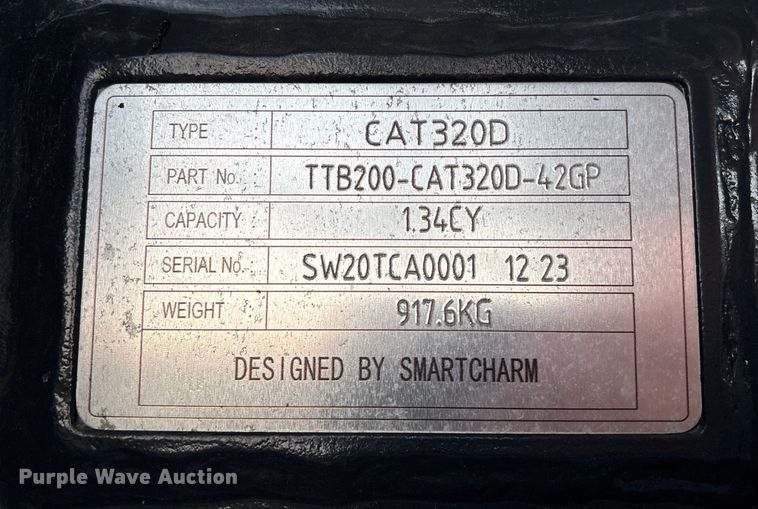 TYPE CAT320D
PART No. TTB200-CAT320D-42GP
CAPACITY 1.34CY
SERIAL No. SW20TCA0001 12 23
WEIGHT 917.6KG
DESIGNED BY SMARTCHARM
Purple Wave Auction